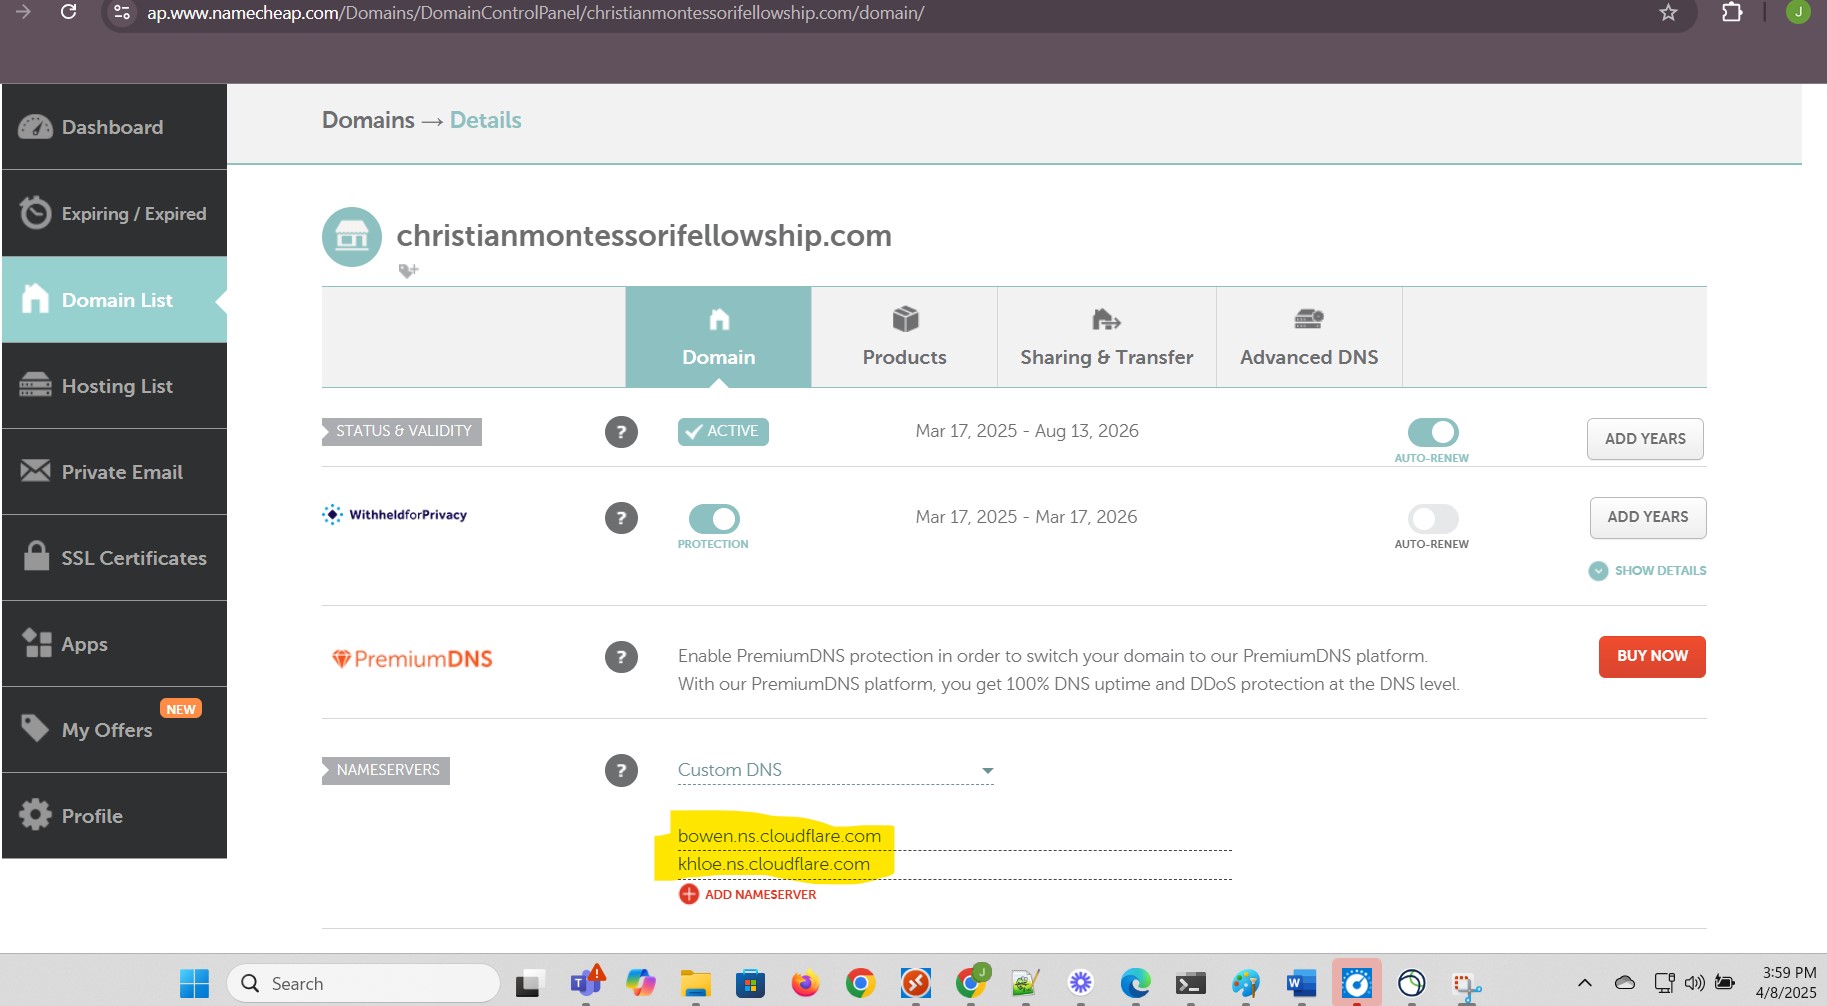 ap.www.namecheap.com/Domains/DomainControlPanel/christianmontessorifellowship.com/domain/
J
Dashboard
Expiring / Expired
Domain List
Hosting List
Private Email
SSL Certificates
Apps
NEW
My Offers
Profile
Domains → Details
christianmontessorifellowship.com
Domain
Products
Sharing & Transfer
Advanced DNS
STATUS & VALIDITY
?
ACTIVE
Mar 17, 2025 - Aug 13, 2026
AUTO-RENEW
ADD YEARS
WithheldforPrivacy
?
PROTECTION
Mar 17, 2025 - Mar 17, 2026
AUTO-RENEW
ADD YEARS
SHOW DETAILS
PremiumDNS
?
Enable PremiumDNS protection in order to switch your domain to our PremiumDNS platform.
With our PremiumDNS platform, you get 100% DNS uptime and DDoS protection at the DNS level.
BUY NOW
NAMESERVERS
?
Custom DNS
bowen.ns.cloudflare.com
khloe.ns.cloudflare.com
ADD NAMESERVER
Search
3:59 PM
4/8/2025